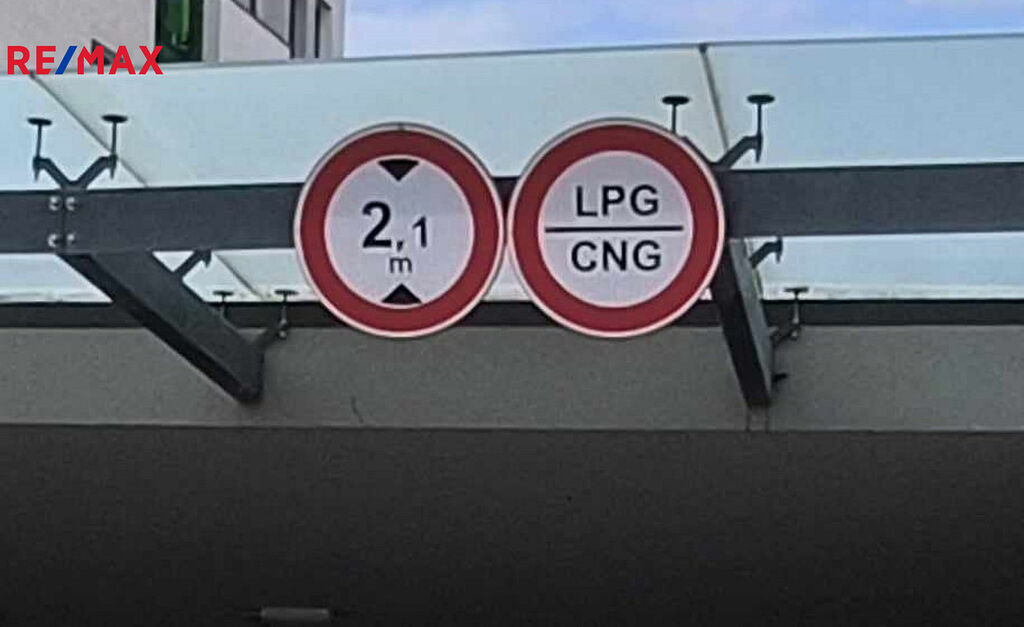 RE/MAX
2,1
m
LPG
CNG